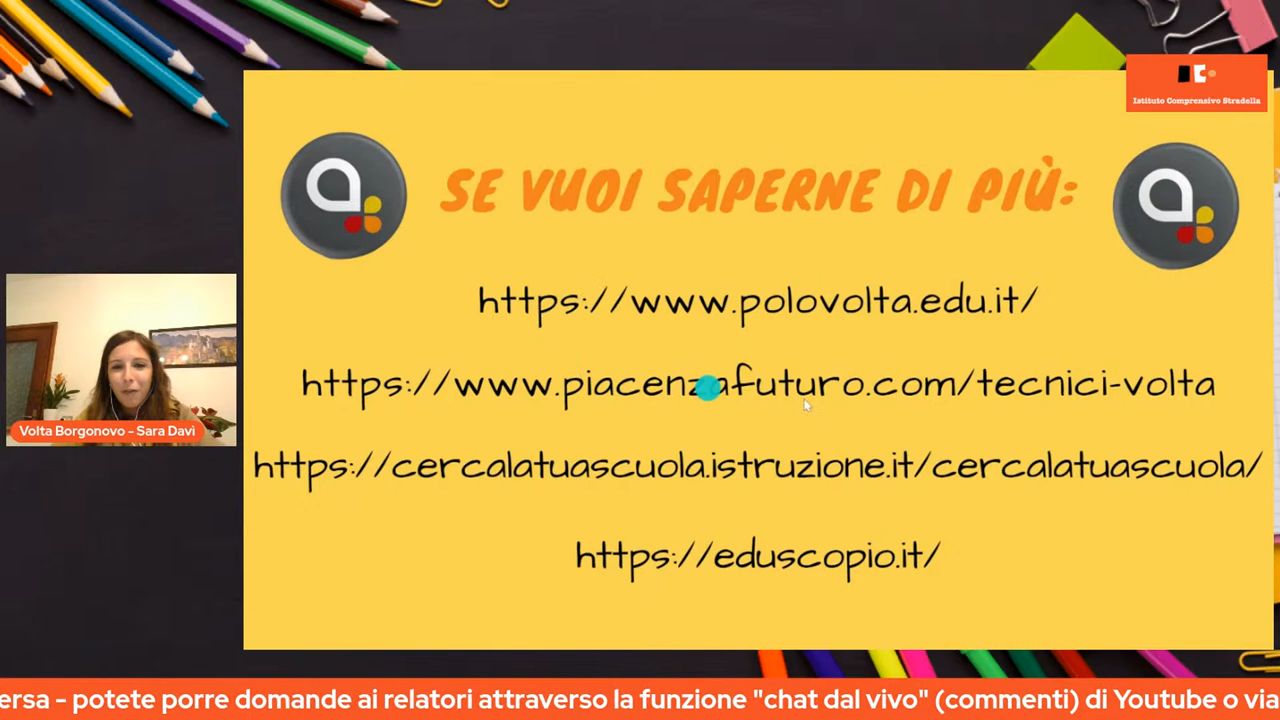 Istituto Comprensivo Stradella
SE VUOI SAPERNE DI PIÙ:
https://www.polovolta.edu.it/
https://www.piacenzafuturo.com/tecnici-volta
https://cercalatuascuola.istruzione.it/cercalatuascuola/
https://eduscopio.it/
Volta Borgonovo - Sara Davì
ersa - potete porre domande ai relatori attraverso la funzione "chat dal vivo" (commenti) di Youtube o via